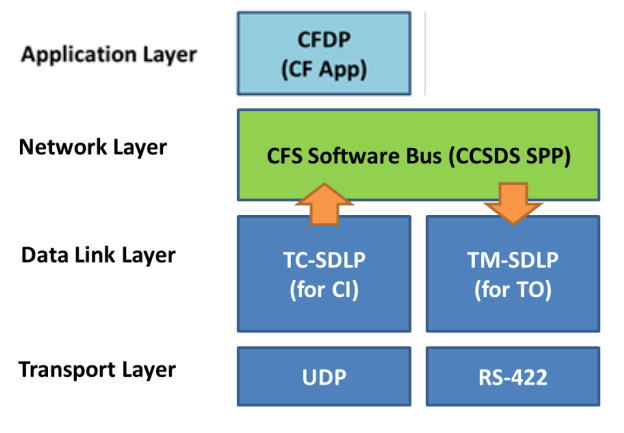 Application Layer
CFDP
(CF App)
Network Layer
CFS Software Bus (CCSDS SPP)
Data Link Layer
TC-SDLP
(for CI)
TM-SDLP
(for TO)
Transport Layer
UDP
RS-422